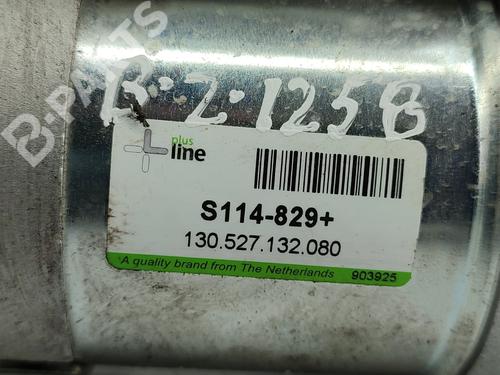 B-PARTS
B·2·1258
plus
line
S114-829+
130.527.132.080
A quality brand from The Netherlands
903925